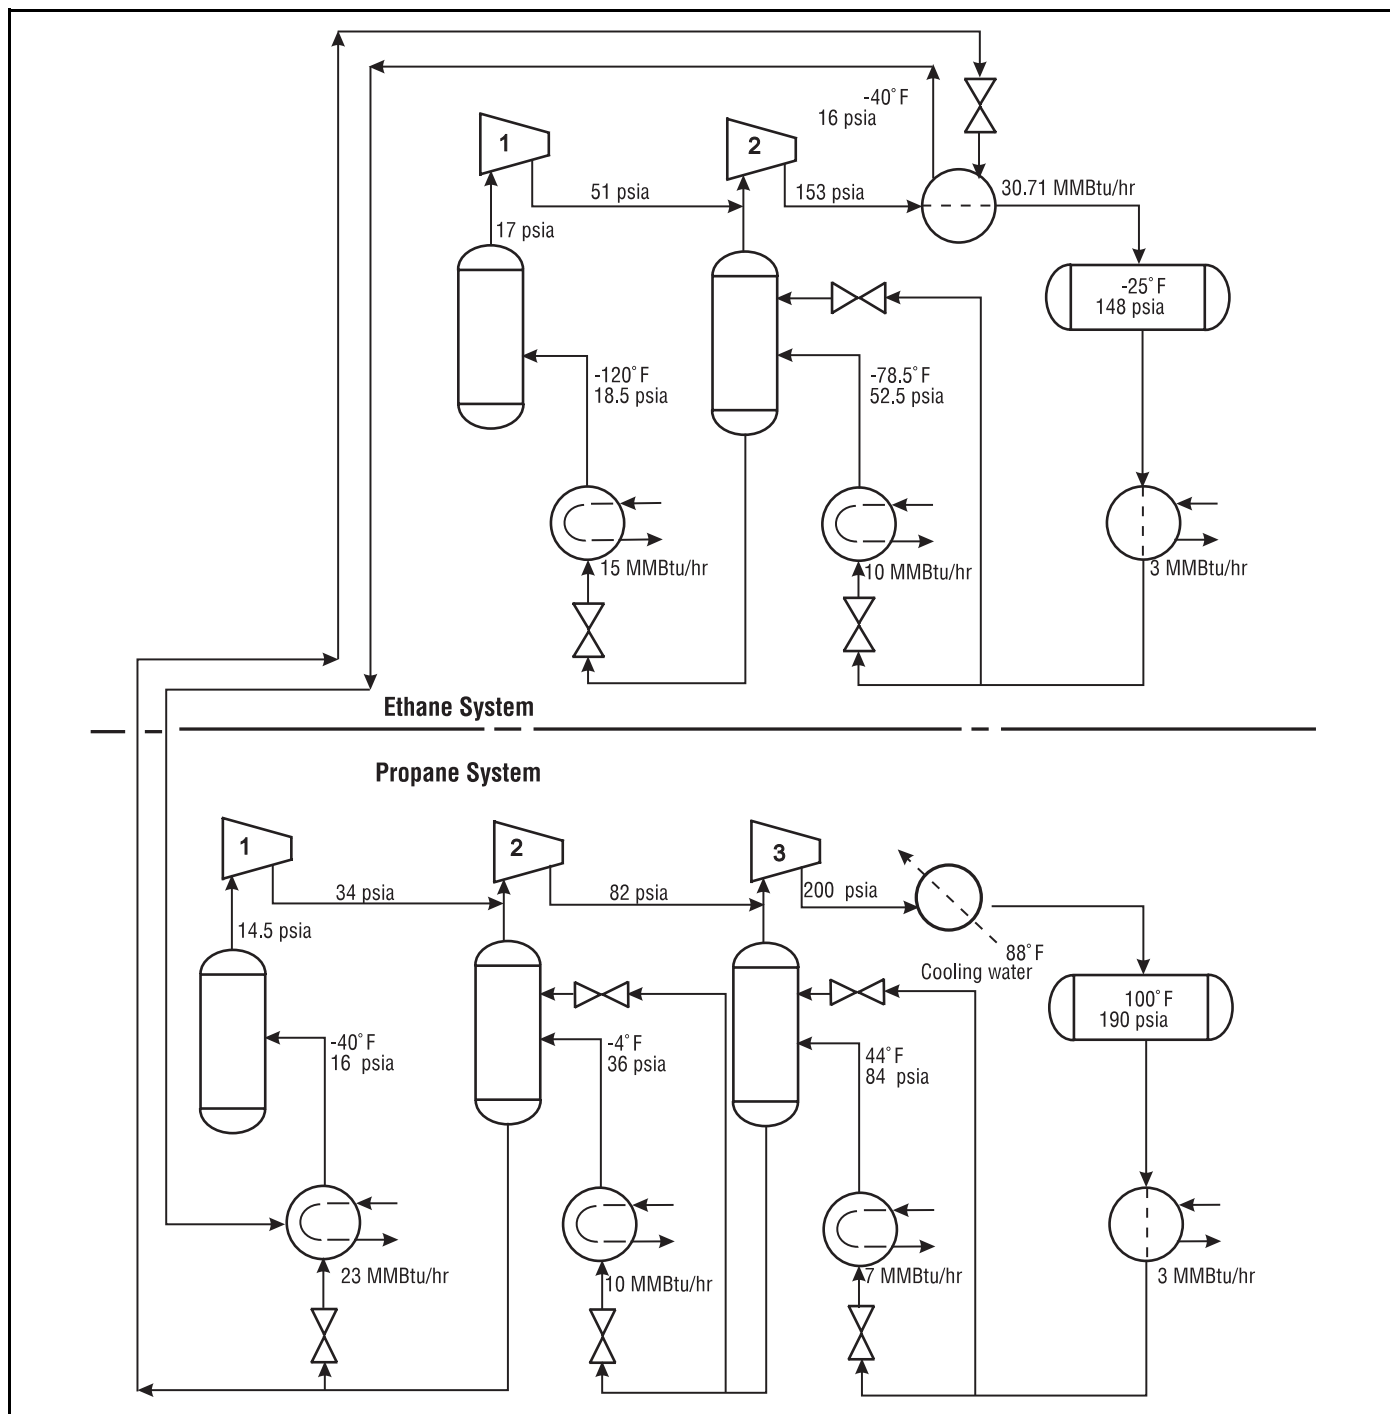 -40°F
16 psia
1
2
51 psia
153 psia
30.71 MMBtu/hr
17 psia
-25°F
148 psia
-120°F
18.5 psia
-78.5°F
52.5 psia
15 MMBtu/hr
10 MMBtu/hr
3 MMBtu/hr
Ethane System
Propane System
1
2
3
34 psia
82 psia
200 psia
14.5 psia
88°F
Cooling water
100°F
190 psia
-40°F
16 psia
-4°F
36 psia
44°F
84 psia
23 MMBtu/hr
10 MMBtu/hr
7 MMBtu/hr
3 MMBtu/hr